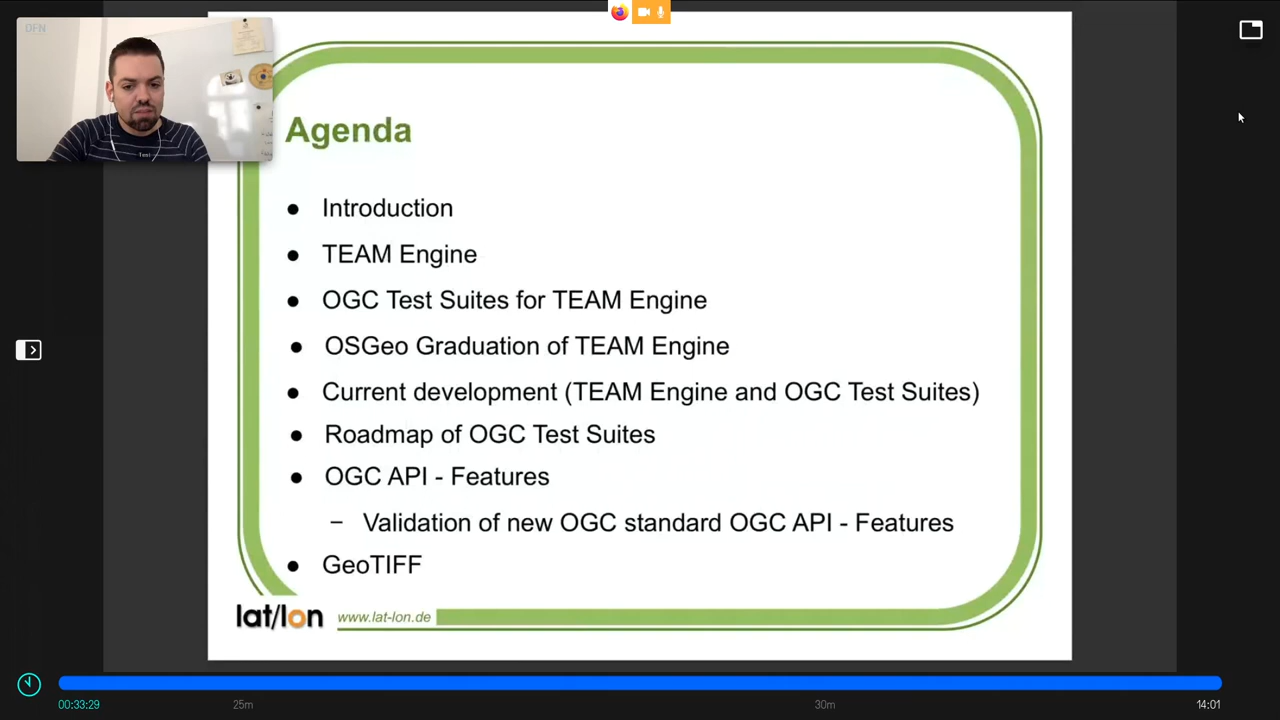 DFN
Agenda
● Introduction
● TEAM Engine
● OGC Test Suites for TEAM Engine
● OSGeo Graduation of TEAM Engine
● Current development (TEAM Engine and OGC Test Suites)
● Roadmap of OGC Test Suites
● OGC API - Features
− Validation of new OGC standard OGC API - Features
● GeoTIFF
lat/lon www.lat-lon.de
25m 30m
00:33:29 14:01